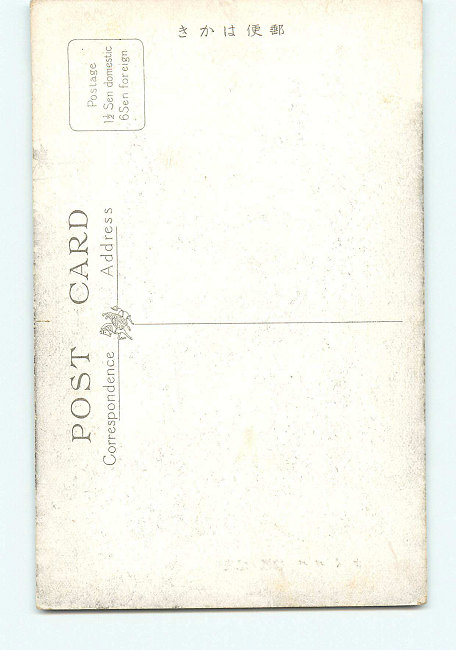 きかは便郵
Postage
1½ Sen domestic
6 Sen foreign
POST CARD
Correspondence
Address